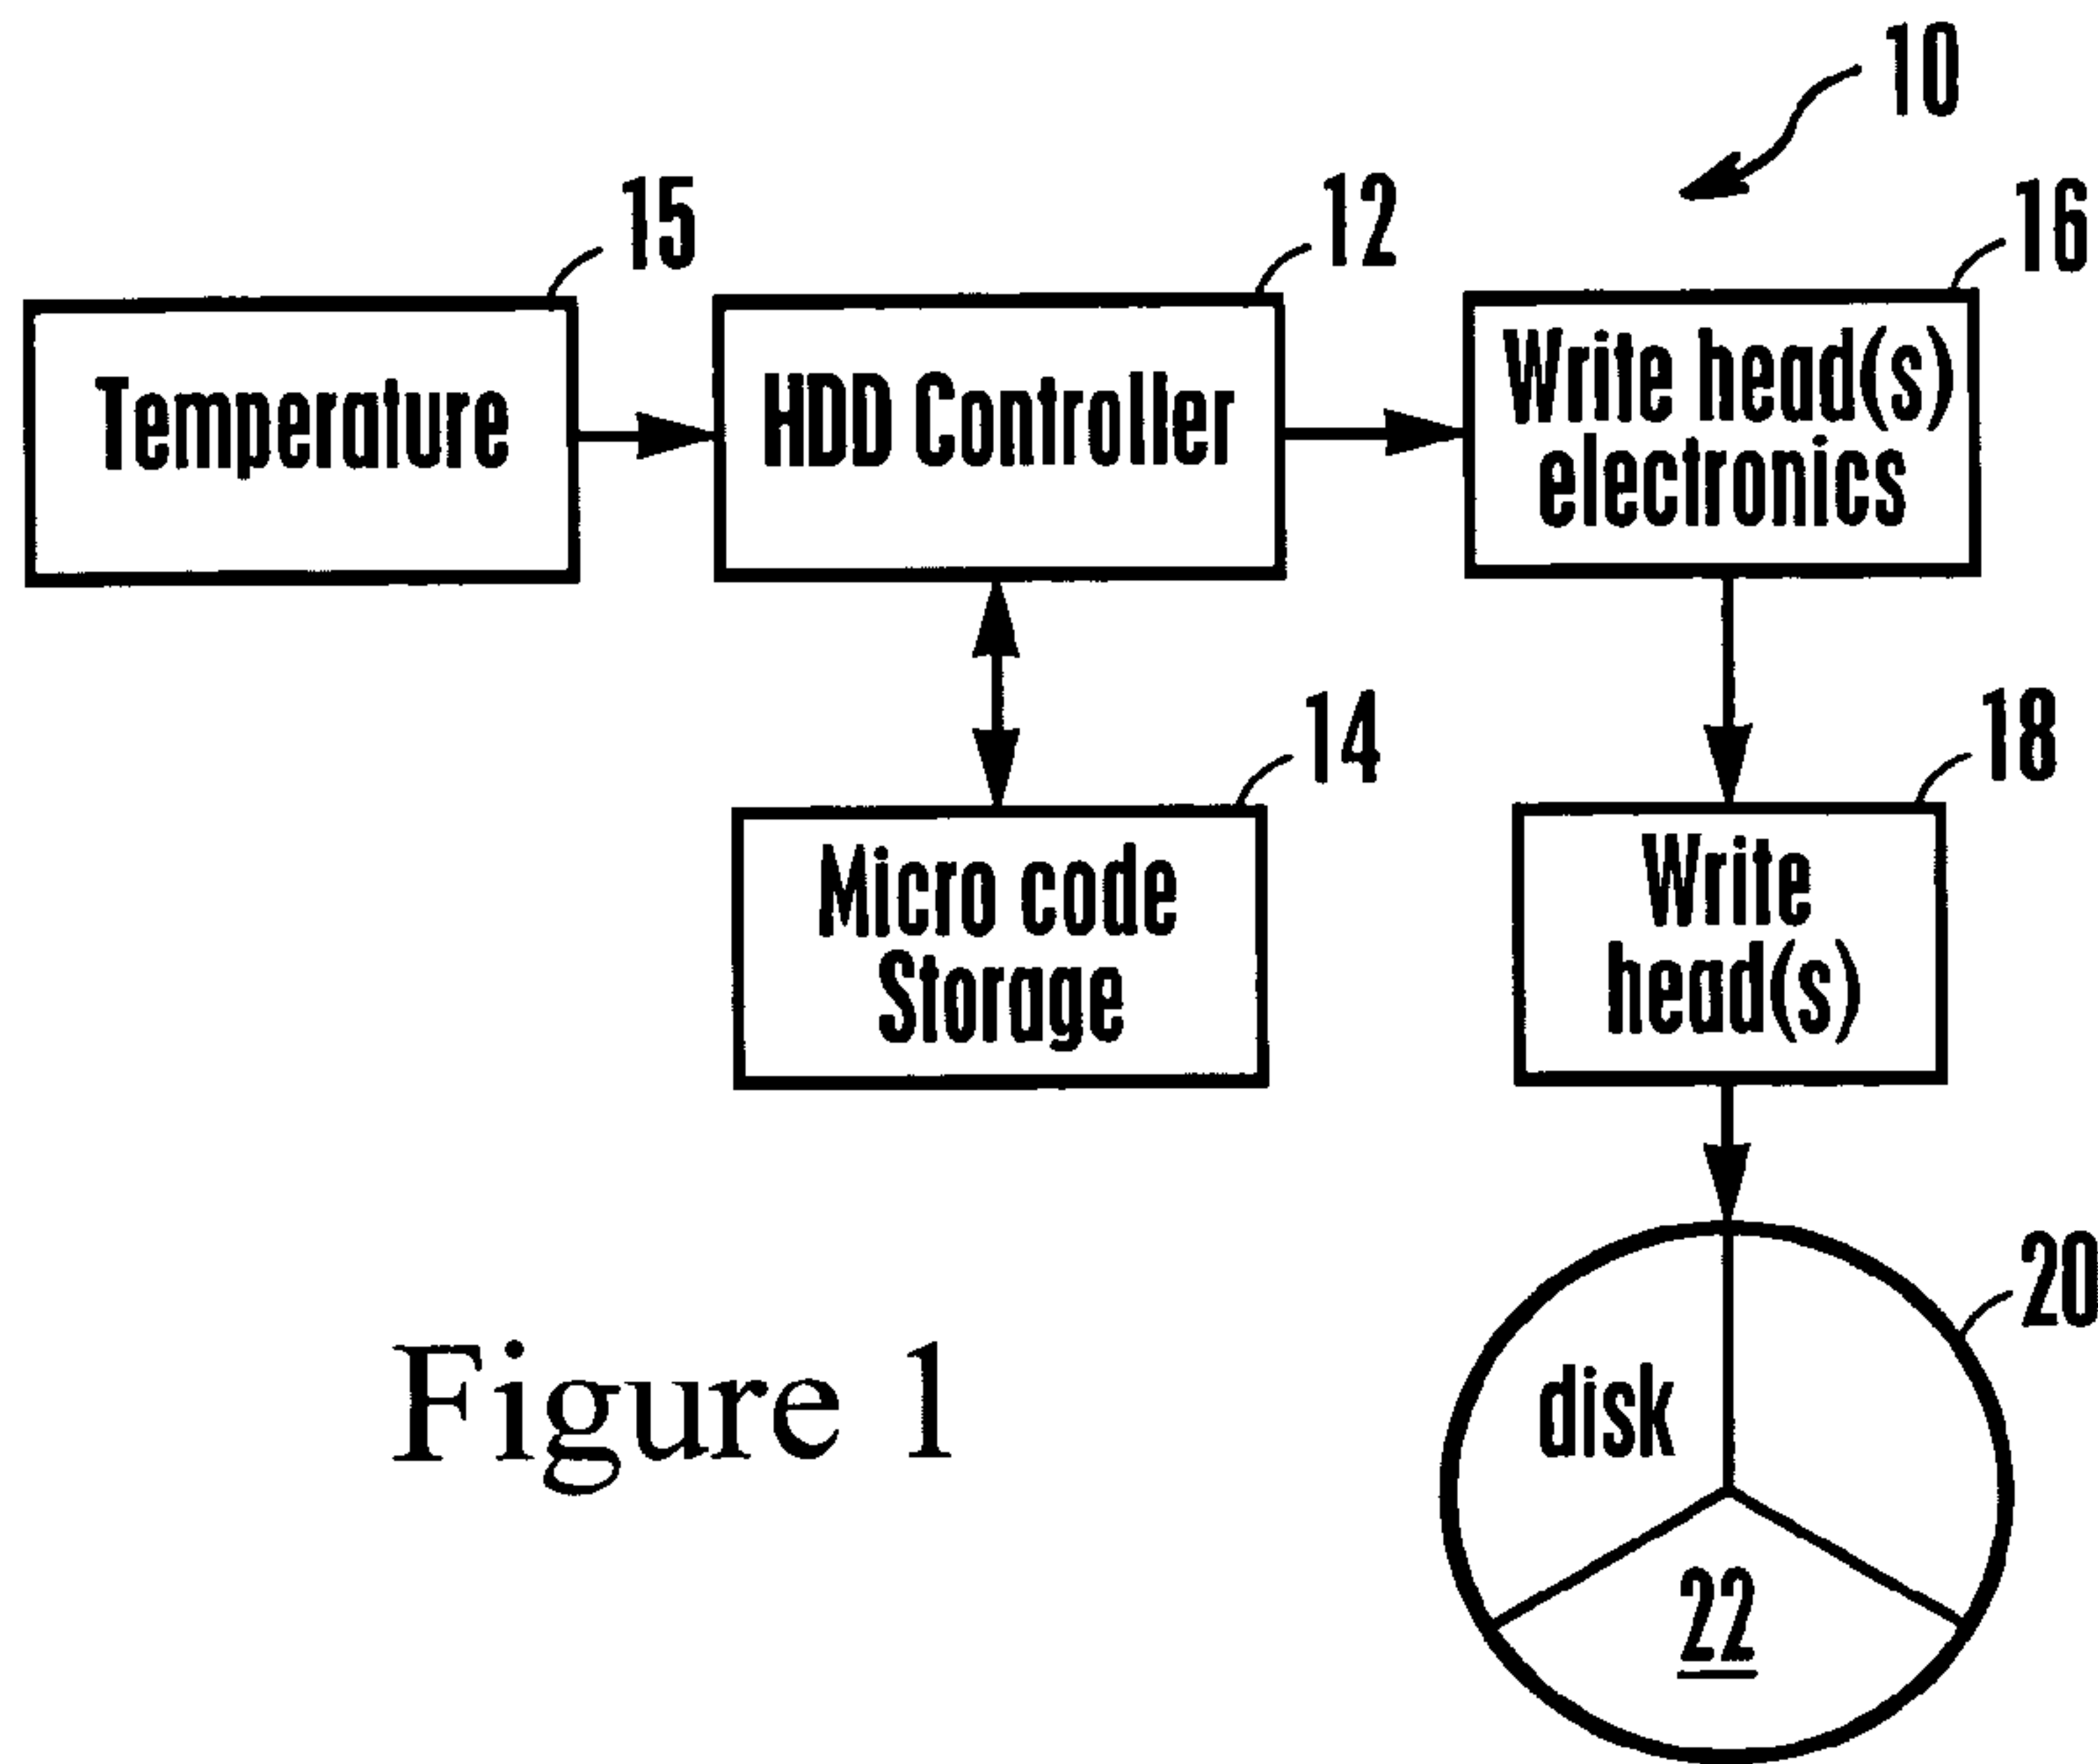 10
15
12
16
Temperature
HDD Controller
Write head(s)
electronics
14
18
Micro code
Storage
Write
head(s)
20
disk
22
Figure 1